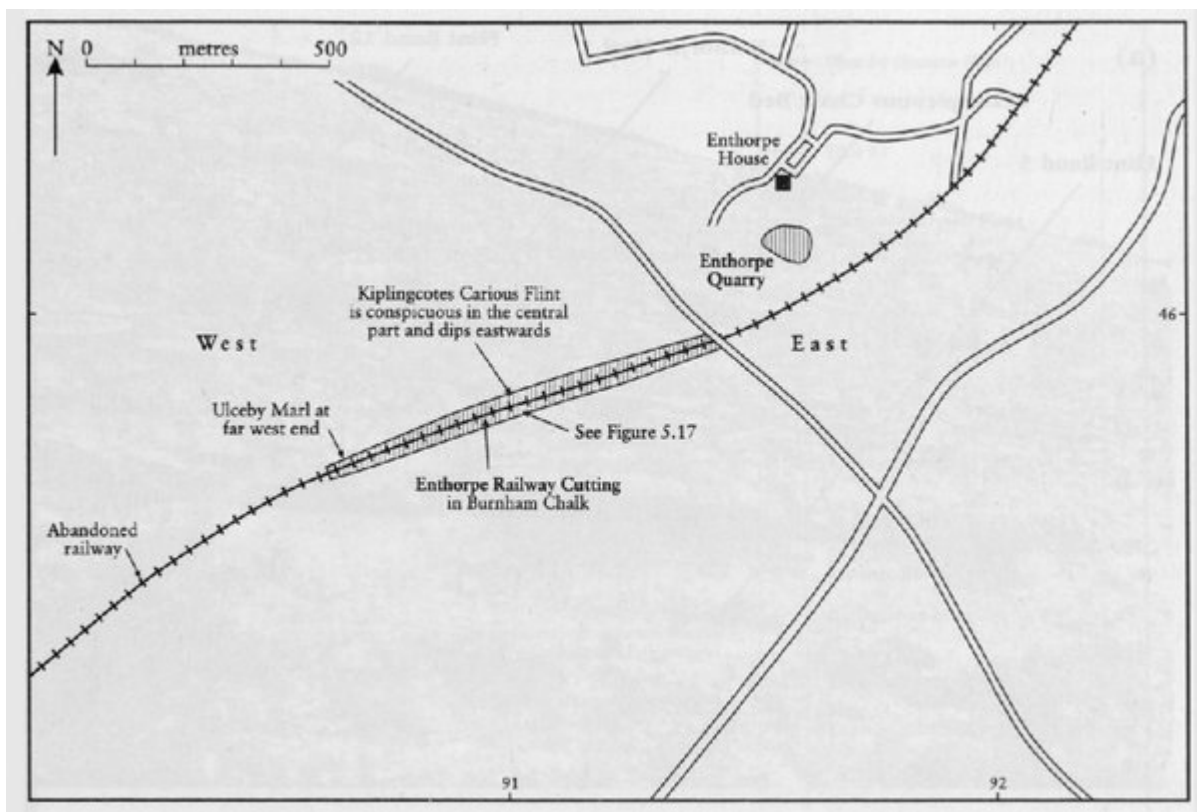 N 0 metres 500
Enthorpe
House
Enthorpe
Quarry
Kiplingcotes Carious Flint
is conspicuous in the central
part and dips eastwards
46
West
East
Ulceby Marl at
far west end
See Figure 5.17
Enthorpe Railway Cutting
in Burnham Chalk
Abandoned
railway
91
92